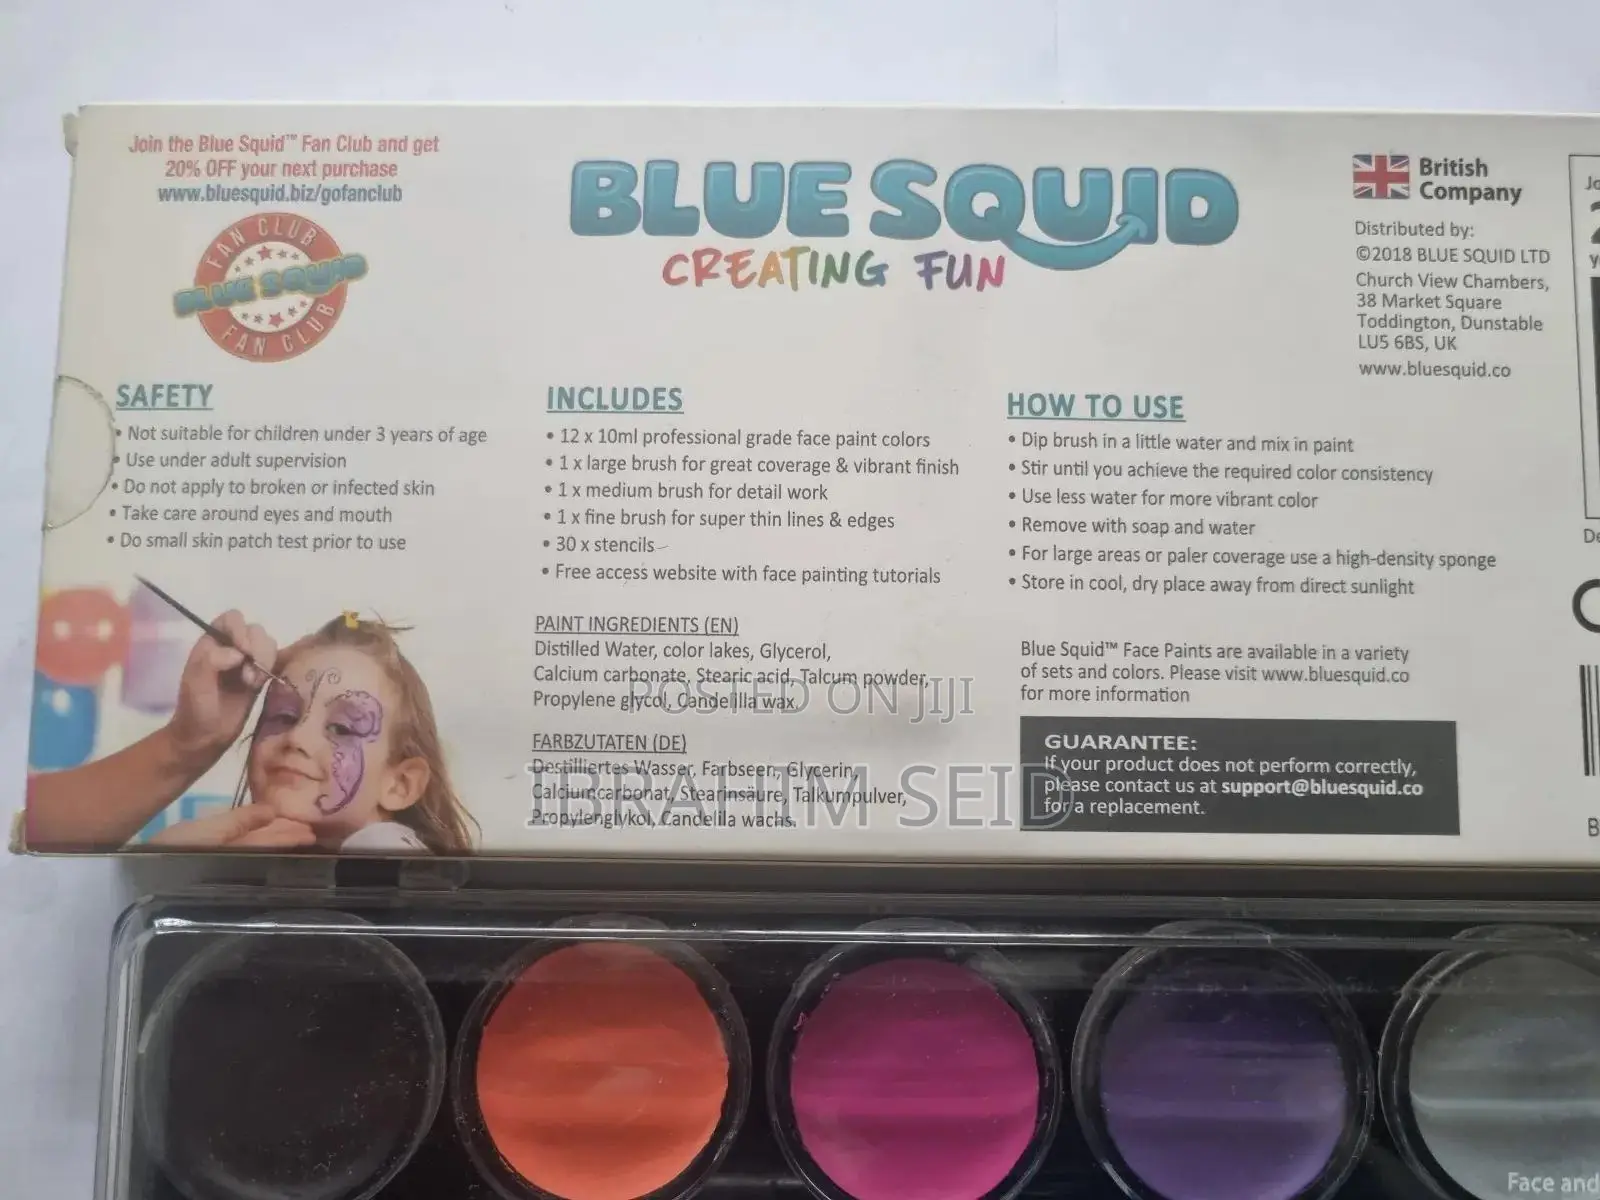 Join the Blue Squid™ Fan Club and get
20% OFF your next purchase
www.bluesquid.biz/gofanclub
FAN CLUB
BLUE SQUID
FAN CLUB
BLUE SQUID
CREATING FUN
British
Company
Distributed by:
©2018 BLUE SQUID LTD
Church View Chambers,
38 Market Square
Toddington, Dunstable
LU5 6BS, UK
www.bluesquid.co
SAFETY
• Not suitable for children under 3 years of age
• Use under adult supervision
• Do not apply to broken or infected skin
• Take care around eyes and mouth
• Do small skin patch test prior to use
INCLUDES
• 12 x 10ml professional grade face paint colors
• 1 x large brush for great coverage & vibrant finish
• 1 x medium brush for detail work
• 1 x fine brush for super thin lines & edges
• 30 x stencils
• Free access website with face painting tutorials
PAINT INGREDIENTS (EN)
Distilled Water, color lakes, Glycerol,
Calcium carbonate, Stearic acid, Talcum powder,
Propylene glycol, Candelilla wax.
FARBZUTATEN (DE)
Destilliertes Wasser, Farbseen, Glycerin,
Calciumcarbonat, Stearinsäure, Talkumpulver,
Propylenglykol, Candelila wachs.
HOW TO USE
• Dip brush in a little water and mix in paint
• Stir until you achieve the required color consistency
• Use less water for more vibrant color
• Remove with soap and water
• For large areas or paler coverage use a high-density sponge
• Store in cool, dry place away from direct sunlight
Blue Squid™ Face Paints are available in a variety
of sets and colors. Please visit www.bluesquid.co
for more information
GUARANTEE:
If your product does not perform correctly,
please contact us at support@bluesquid.co
for a replacement.
POSTED ON JIJI
IBRAHIM SEID
Face and